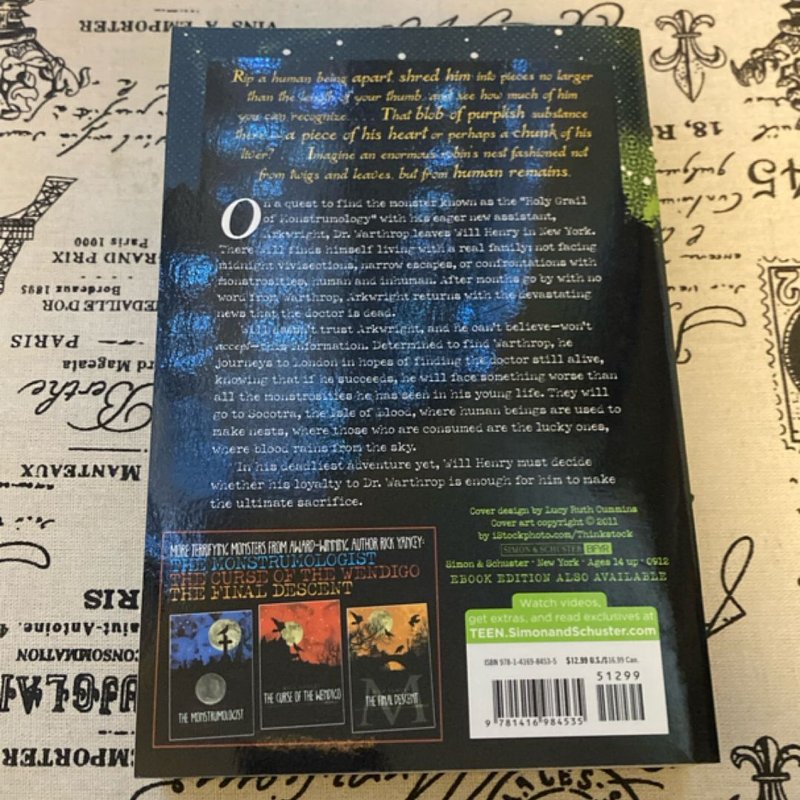 Rip a human being apart, shred him into pieces no larger
than the length of your thumb, and see how much of him
you can recognize. That blob of purplish substance
there—a piece of his heart or perhaps a chunk of his
liver? Imagine an enormous robin's nest fashioned not
from twigs and leaves, but from human remains.
On a quest to find the monster known as the "Holy Grail
of Monstrumology" with his eager new assistant,
Arkwright, Dr. Warthrop leaves Will Henry in New York.
There Will finds himself living with a real family; not facing
midnight vivisections, narrow escapes, or confrontations with
monstrosities, human and inhuman. After months go by with no
word from Warthrop, Arkwright returns with the devastating
news that the doctor is dead.
Will doesn't trust Arkwright, and he can't believe—won't
accept—this information. Determined to find Warthrop, he
journeys to London in hopes of finding the doctor still alive,
knowing that if he succeeds, he will face something worse than
all the monstrosities he has seen in his young life. They will
go to Socotra, the Isle of Blood, where human beings are used to
make nests, where those who are consumed are the lucky ones,
where blood rains from the sky.
In his deadliest adventure yet, Will Henry must decide
whether his loyalty to Dr. Warthrop is enough for him to make
the ultimate sacrifice.
Cover design by Lucy Ruth Cummins
Cover art copyright © 2011
by iStockphoto.com/Thinkstock
SIMON & SCHUSTER BFYR
Simon & Schuster · New York · Ages 14 up · 0912
EBOOK EDITION ALSO AVAILABLE
MORE TERRIFYING MONSTERS FROM AWARD-WINNING AUTHOR RICK YANCEY:
THE MONSTRUMOLOGIST
THE CURSE OF THE WENDIGO
THE FINAL DESCENT
THE MONSTRUMOLOGIST
THE CURSE OF THE WENDIGO
M
THE FINAL DESCENT
Watch videos,
get extras, and read exclusives at
TEEN.SimonandSchuster.com
ISBN 978-1-4169-8453-5 $12.99 U.S./$16.99 Can.
51299
9 781416 984535
VINS A EMPORTER
18, R
45
GRAND PRIX
Paris 1900
Bordeaux 1895
MEDAILLE D'OR
PARIS
Berthe
MANTEAUX
PARIS
Saint-Antoine, 4
CONSOMMATION
EMPORTER